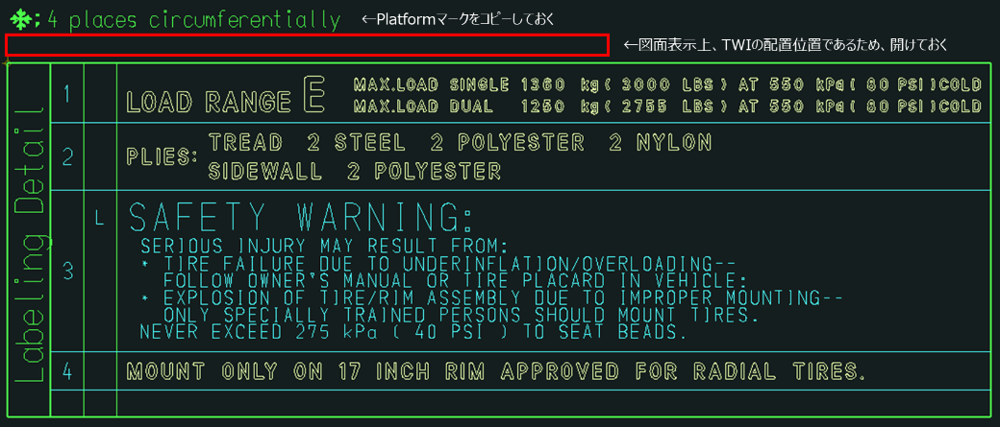 ✱;4 places circumferentially ←Platformマークをコピーしておく
←図面表示上、TWIの配置位置であるため、開けておく
Labeling Detail
1 LOAD RANGE E MAX.LOAD SINGLE 1360 kg( 3000 LBS) AT 550 kPa( 80 PSI)COLD
MAX.LOAD DUAL 1250 kg( 2755 LBS) AT 550 kPa( 80 PSI)COLD
2 PLIES: TREAD 2 STEEL 2 POLYESTER 2 NYLON
SIDEWALL 2 POLYESTER
3 L SAFETY WARNING:
SERIOUS INJURY MAY RESULT FROM:
* TIRE FAILURE DUE TO UNDERINFLATION/OVERLOADING--
FOLLOW OWNER'S MANUAL OR TIRE PLACARD IN VEHICLE:
* EXPLOSION OF TIRE/RIM ASSEMBLY DUE TO IMPROPER MOUNTING--
ONLY SPECIALLY TRAINED PERSONS SHOULD MOUNT TIRES.
NEVER EXCEED 275 kPa ( 40 PSI ) TO SEAT BEADS.
4 MOUNT ONLY ON 17 INCH RIM APPROVED FOR RADIAL TIRES.